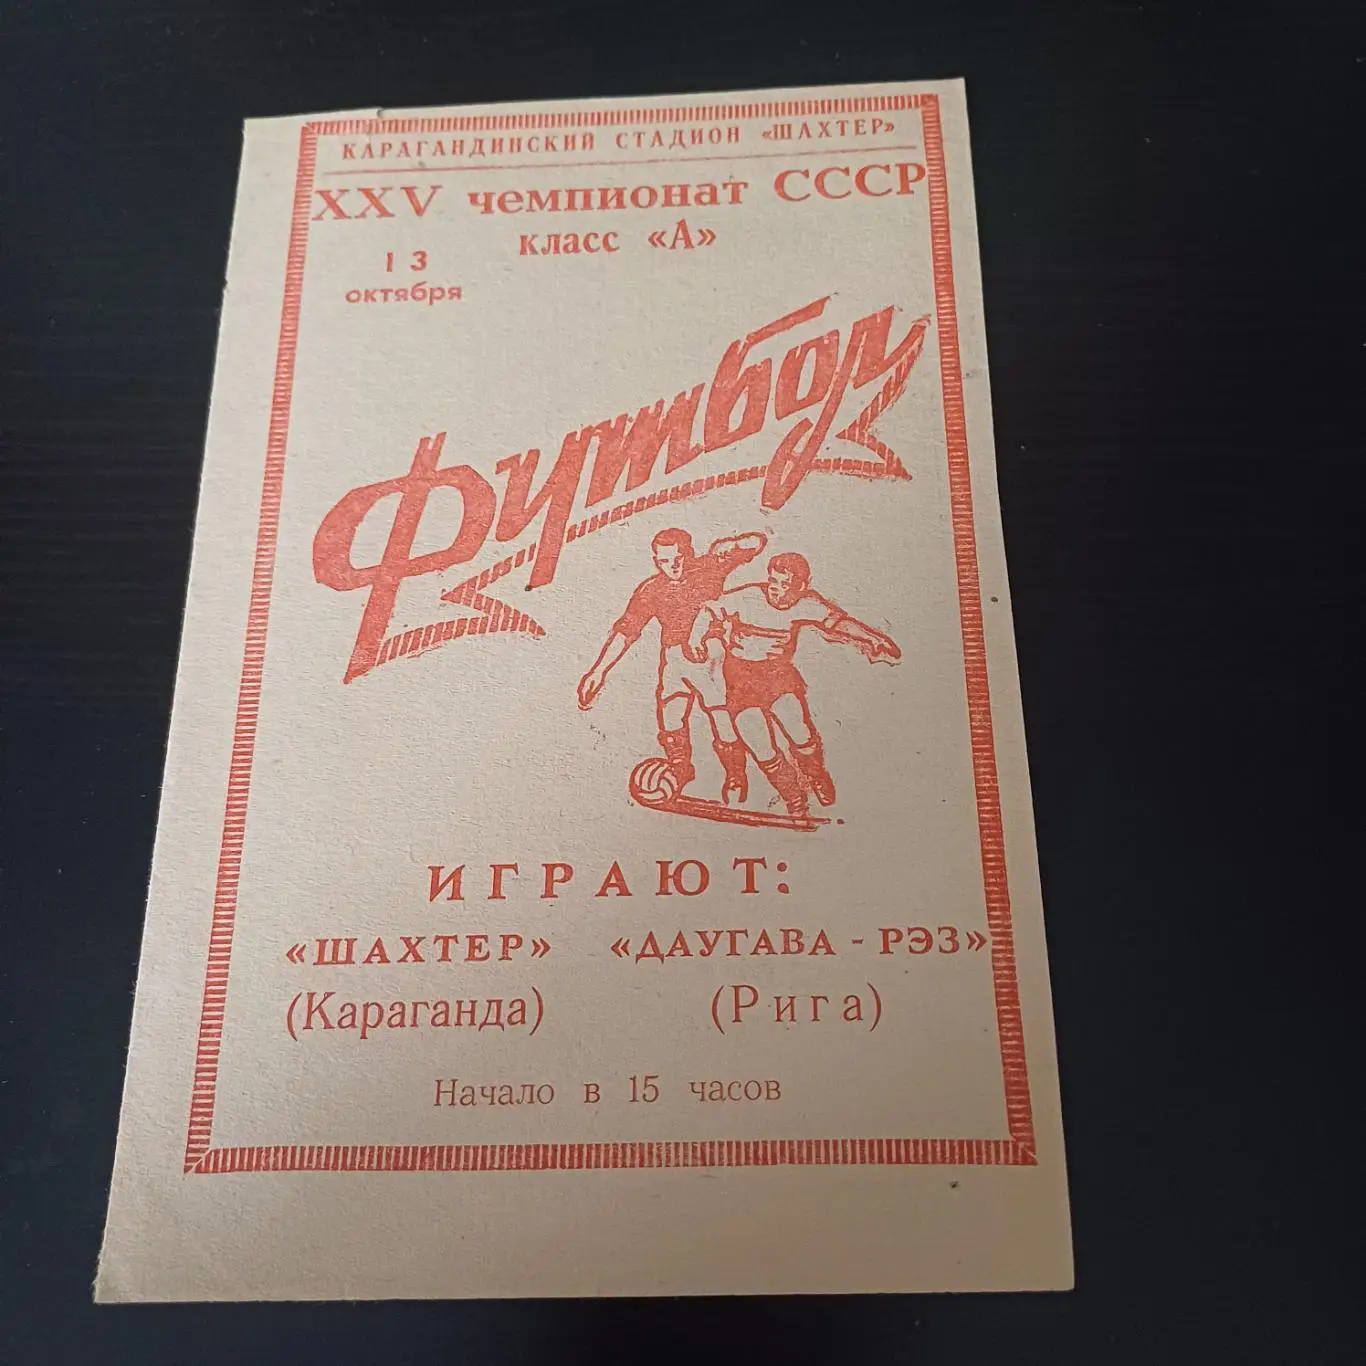 КАРАГАНДИНСКИЙ СТАДИОН «ШАХТЕР»
XXV чемпионат СССР
класс «А»
13
октября
Футбол
ИГРАЮТ:
«ШАХТЕР» «ДАУГАВА - РЭЗ»
(Караганда) (Рига)
Начало в 15 часов